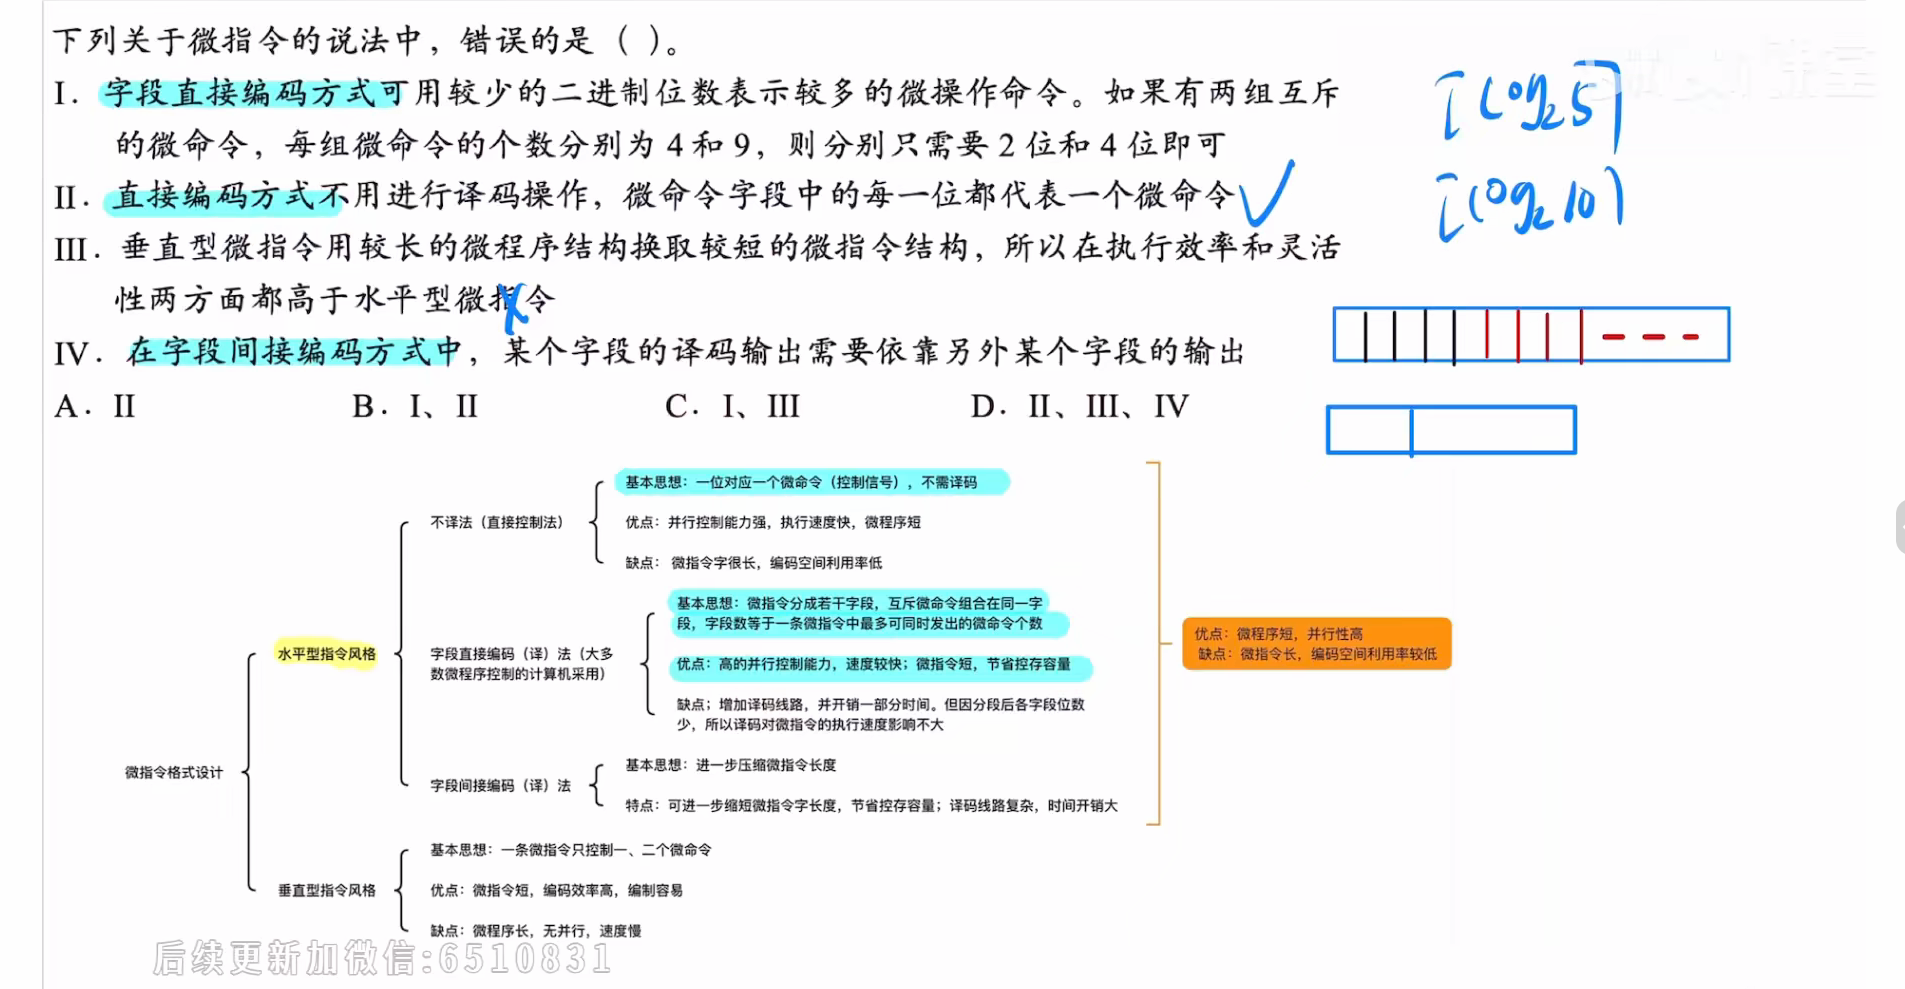 下列关于微指令的说法中，错误的是（ ）。
I. 字段直接编码方式可用较少的二进制位数表示较多的微操作命令。如果有两组互斥
的微命令，每组微命令的个数分别为 4 和 9，则分别只需要 2 位和 4 位即可
II. 直接编码方式不用进行译码操作，微命令字段中的每一位都代表一个微命令
III. 垂直型微指令用较长的微程序结构换取较短的微指令结构，所以在执行效率和灵活
性两方面都高于水平型微指令
IV. 在字段间接编码方式中，某个字段的译码输出需要依靠另外某个字段的输出
A. II B. I、II C. I、III D. II、III、IV
⌈log₂5⌉
⌈log₂10⌉
基本思想：一位对应一个微命令（控制信号），不需译码
不译法（直接控制法）
优点：并行控制能力强，执行速度快，微程序短
缺点： 微指令字很长，编码空间利用率低
基本思想：微指令分成若干字段，互斥微命令组合在同一字
段，字段数等于一条微指令中最多可同时发出的微命令个数
水平型指令风格
字段直接编码（译）法（大多
数微程序控制的计算机采用）
优点：高的并行控制能力，速度较快；微指令短，节省控存容量
缺点；增加译码线路，并开销一部分时间。但因分段后各字段位数
少，所以译码对微指令的执行速度影响不大
优点：微程序短，并行性高
缺点：微指令长，编码空间利用率较低
微指令格式设计
字段间接编码（译）法
基本思想：进一步压缩微指令长度
特点：可进一步缩短微指令字长度，节省控存容量；译码线路复杂，时间开销大
基本思想：一条微指令只控制一、二个微命令
垂直型指令风格
优点：微指令短，编码效率高，编制容易
缺点：微程序长，无并行，速度慢
后续更新加微信:6510831